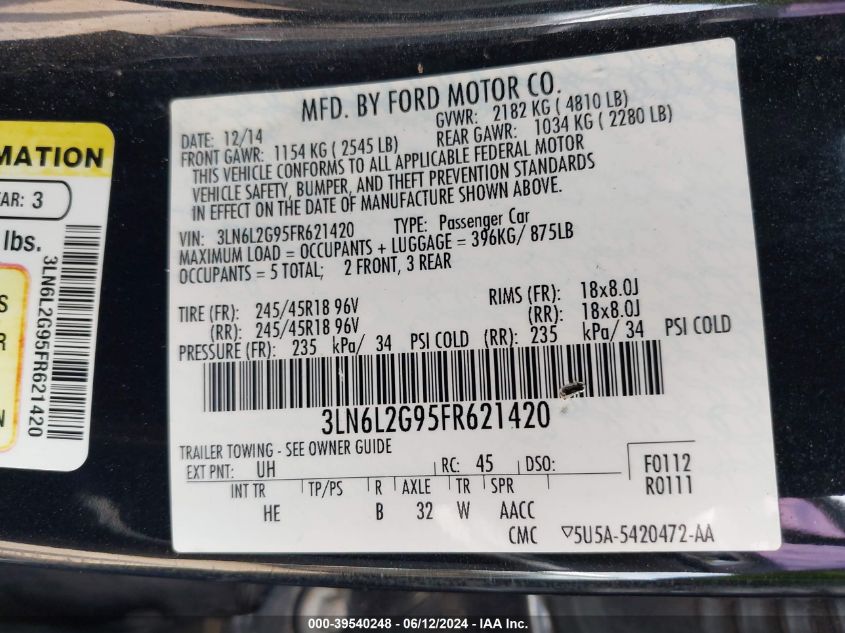 MFD. BY FORD MOTOR CO.
DATE: 12/14 GVWR: 2182 KG ( 4810 LB)
FRONT GAWR: 1154 KG ( 2545 LB) REAR GAWR: 1034 KG ( 2280 LB)
THIS VEHICLE CONFORMS TO ALL APPLICABLE FEDERAL MOTOR
VEHICLE SAFETY, BUMPER, AND THEFT PREVENTION STANDARDS
IN EFFECT ON THE DATE OF MANUFACTURE SHOWN ABOVE.
VIN: 3LN6L2G95FR621420 TYPE: Passenger Car
MAXIMUM LOAD = OCCUPANTS + LUGGAGE = 396KG/ 875LB
OCCUPANTS = 5 TOTAL; 2 FRONT, 3 REAR
TIRE (FR): 245/45R18 96V RIMS (FR): 18x8.0J
(RR): 245/45R18 96V (RR): 18x8.0J
PRESSURE (FR): 235 kPa/ 34 PSI COLD (RR): 235 kPa/ 34 PSI COLD
3LN6L2G95FR621420
TRAILER TOWING - SEE OWNER GUIDE
EXT PNT: UH RC: 45 DSO: F0112
INT TR TP/PS R AXLE TR SPR R0111
HE B 32 W AACC
CMC ▽5U5A-5420472-AA
MATION
AR: 3
lbs.
S
R
N
3LN6L2G95FR621420
000-39540248 - 06/12/2024 - IAA Inc.